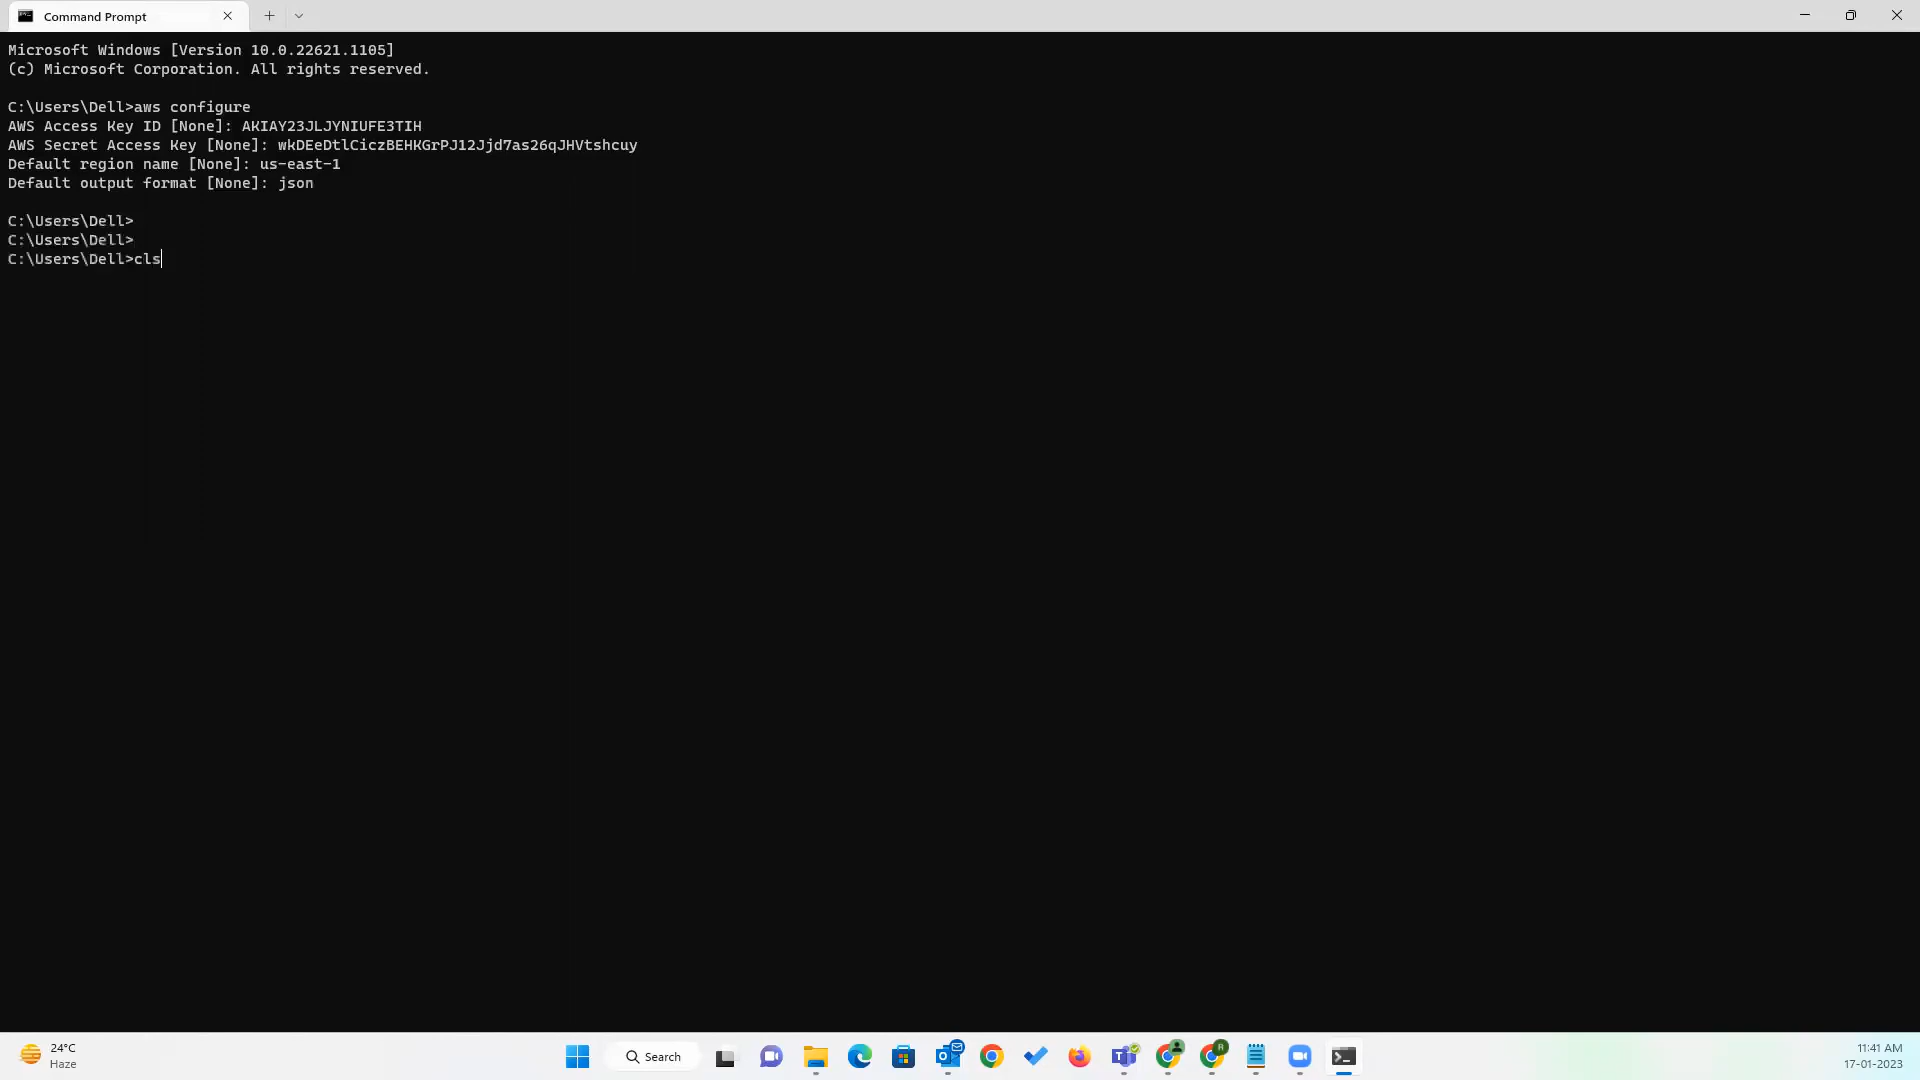 Command Prompt
Microsoft Windows [Version 10.0.22621.1105]
(c) Microsoft Corporation. All rights reserved.
C:\Users\Dell>aws configure
AWS Access Key ID [None]: AKIAY23JLJYNIUFE3TIH
AWS Secret Access Key [None]: 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
Default region name [None]: us-east-1
Default output format [None]: json
C:\Users\Dell>
C:\Users\Dell>
C:\Users\Dell>cls
24°C
Haze
Search
11:41 AM
17-01-2023